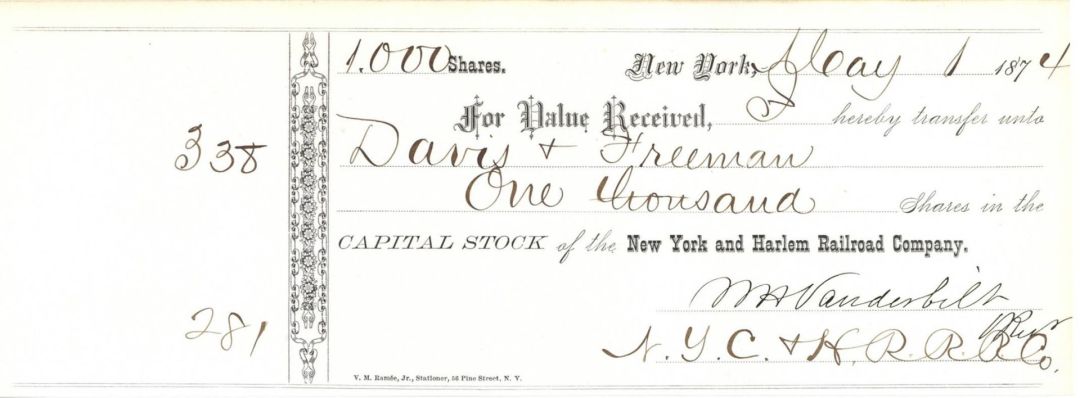 1.000 Shares. New York, May 1 1874
For Value Received, I hereby transfer unto
338
Davis & Freeman
One thousand Shares in the
CAPITAL STOCK of the New York and Harlem Railroad Company.
WH Vanderbilt
281
N. Y. C. & H. R. R. R. Co.
V. M. Ramée, Jr., Stationer, 56 Pine Street, N. Y.